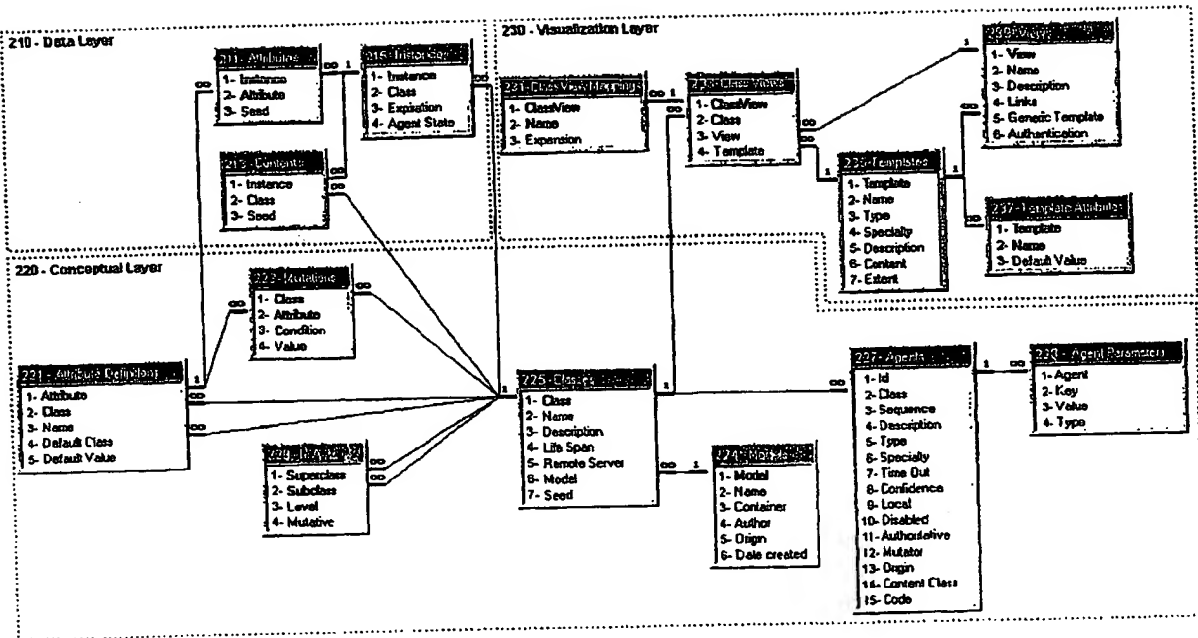 210 - Data Layer
211- Attributes
1- Instance
2- Attribute
3- Seed
215-
1- Instance
2- Class
3- Expiration
4- Agent State
213- Contents
1- Instance
2- Class
3- Seed
230 - Visualization Layer
1- ClassView
2- Name
3- Expansion
1- ClassView
2- Class
3- View
4- Template
1- View
2- Name
3- Description
4- Links
5- Generic Template
6- Authentication
235-Templates
1- Template
2- Name
3- Type
4- Specialty
5- Description
6- Content
7- Extent
237-Template Attributes
1- Template
2- Name
3- Default Value
220 - Conceptual Layer
1- Class
2- Attribute
3- Condition
4- Value
221 - Attribute Definitions
1- Attribute
2- Class
3- Name
4- Default Class
5- Default Value
1- Superclass
2- Subclass
3- Level
4- Mutative
225- Classes
1- Class
2- Name
3- Description
4- Life Span
5- Remote Server
6- Model
7- Seed
1- Model
2- Name
3- Container
4- Author
5- Origin
6- Date created
227- Agents
1- Id
2- Class
3- Sequence
4- Description
5- Type
6- Specialty
7- Time Out
8- Confidence
9- Local
10- Disabled
11- Authoritative
12- Mutator
13- Origin
14- Content Class
15- Code
Agent Parameters
1- Agent
2- Key
3- Value
4- Type